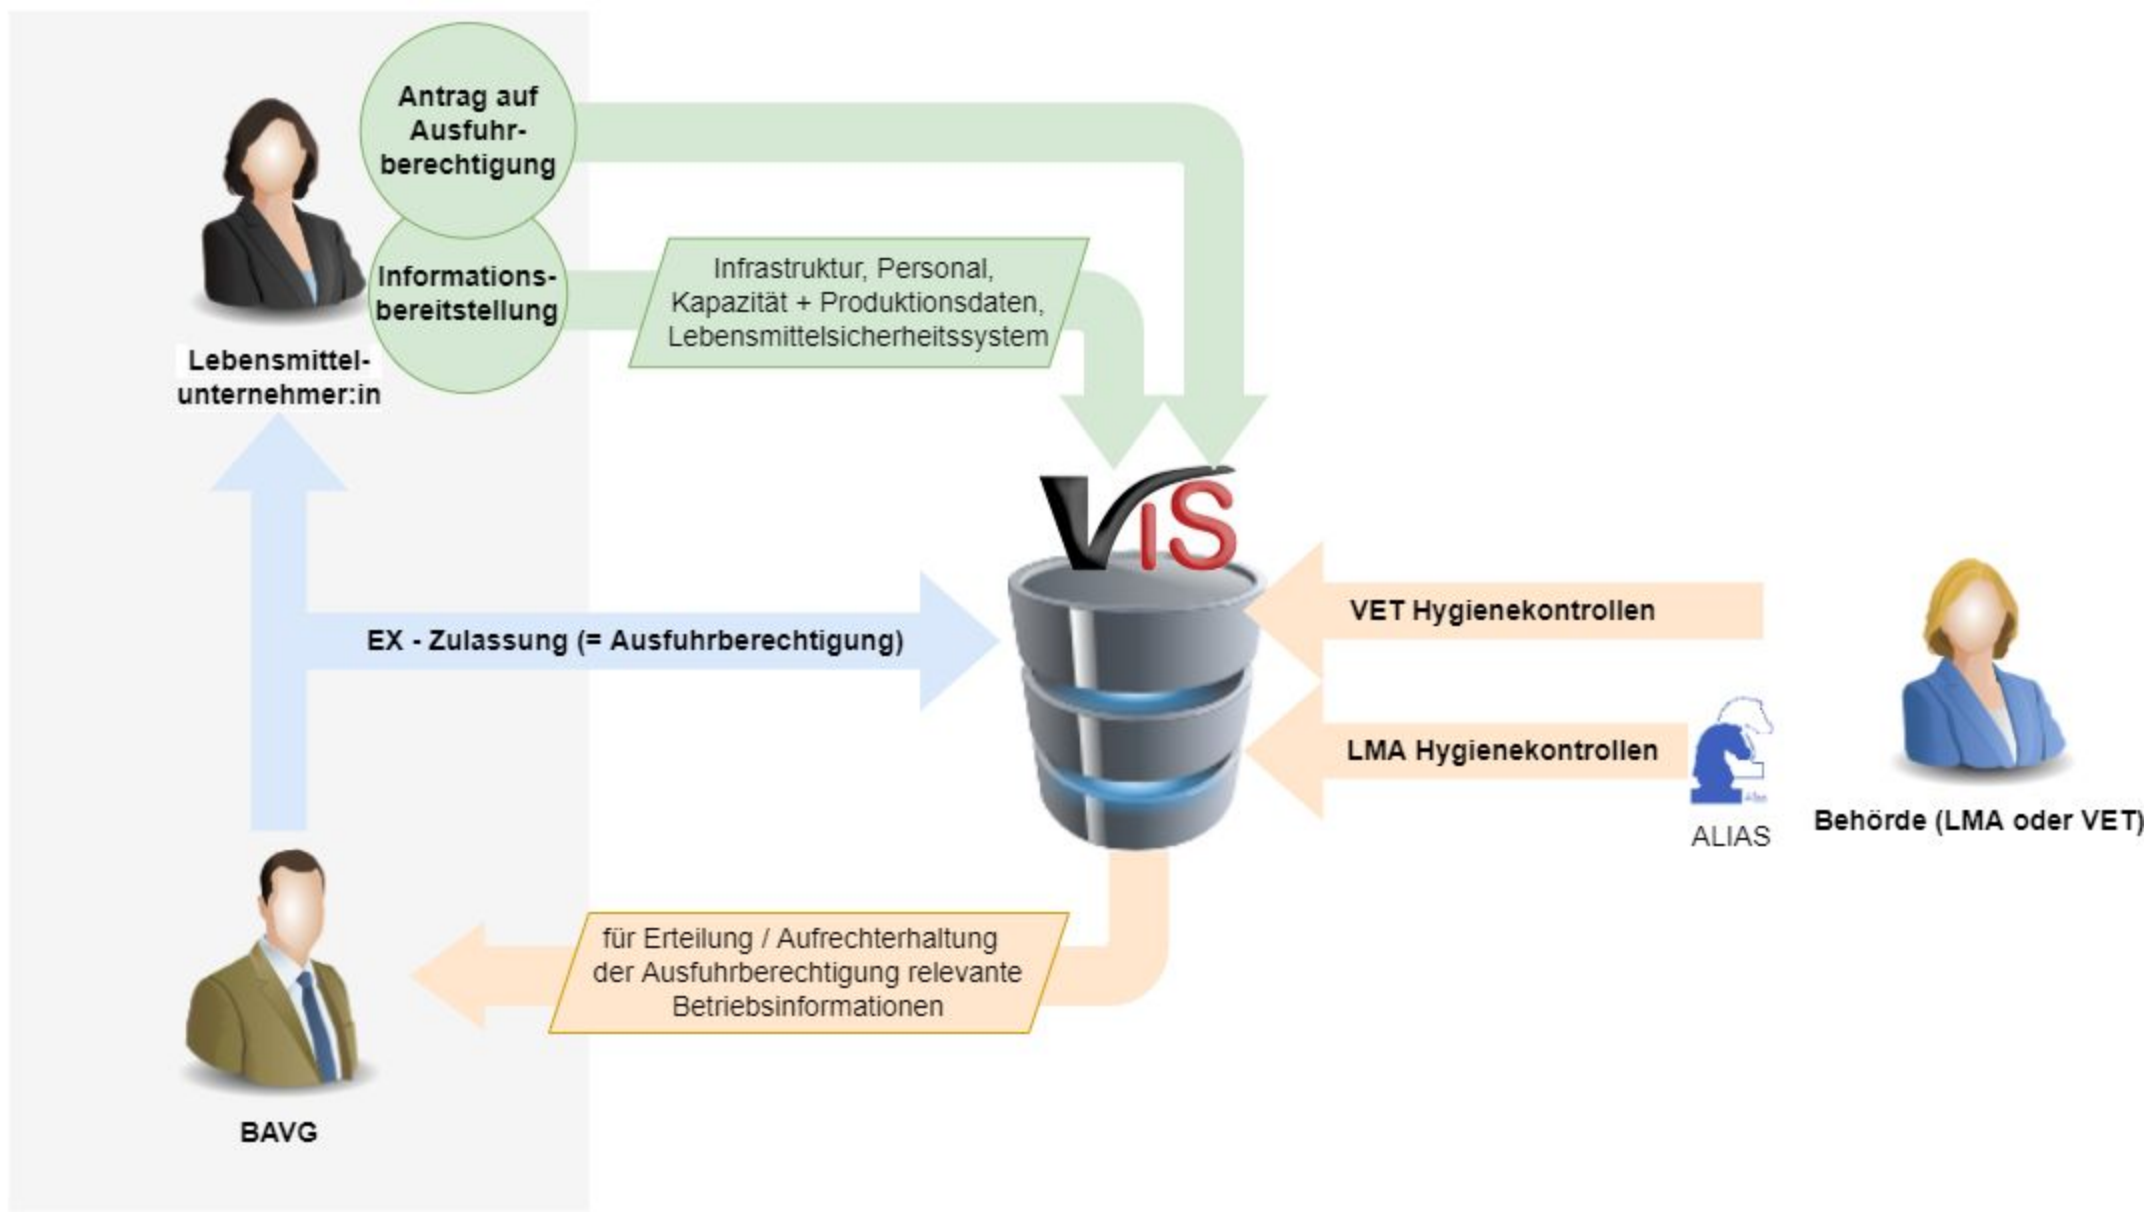 Antrag auf
Ausfuhr-
berechtigung
Informations-
bereitstellung
Infrastruktur, Personal,
Kapazität + Produktionsdaten,
Lebensmittelsicherheitssystem
Lebensmittel-
unternehmer:in
VIS
EX - Zulassung (= Ausfuhrberechtigung)
VET Hygienekontrollen
LMA Hygienekontrollen
ALIAS
Behörde (LMA oder VET)
für Erteilung / Aufrechterhaltung
der Ausfuhrberechtigung relevante
Betriebsinformationen
BAVG